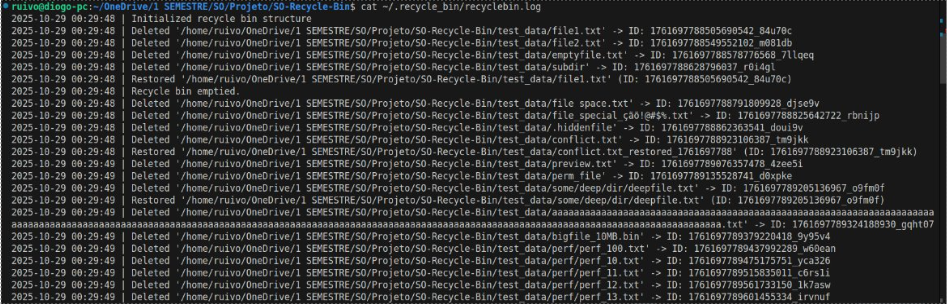 ruivo@diogo-pc:~/OneDrive/1 SEMESTRE/SO/Projeto/SO-Recycle-Bin$ cat ~/.recycle_bin/recyclebin.log
2025-10-29 00:29:48 | Initialized recycle bin structure
2025-10-29 00:29:48 | Deleted '/home/ruivo/OneDrive/1 SEMESTRE/SO/Projeto/SO-Recycle-Bin/test_data/file1.txt' -> ID: 1761697788505690542_84u70c
2025-10-29 00:29:48 | Deleted '/home/ruivo/OneDrive/1 SEMESTRE/SO/Projeto/SO-Recycle-Bin/test_data/file2.txt' -> ID: 1761697788549552102_m081db
2025-10-29 00:29:48 | Deleted '/home/ruivo/OneDrive/1 SEMESTRE/SO/Projeto/SO-Recycle-Bin/test_data/emptyfile.txt' -> ID: 1761697788578776568_7llqeq
2025-10-29 00:29:48 | Deleted '/home/ruivo/OneDrive/1 SEMESTRE/SO/Projeto/SO-Recycle-Bin/test_data/subdir' -> ID: 1761697788628796037_r0i4gl
2025-10-29 00:29:48 | Restored '/home/ruivo/OneDrive/1 SEMESTRE/SO/Projeto/SO-Recycle-Bin/test_data/file1.txt' (ID: 1761697788505690542_84u70c)
2025-10-29 00:29:48 | Recycle bin emptied.
2025-10-29 00:29:48 | Deleted '/home/ruivo/OneDrive/1 SEMESTRE/SO/Projeto/SO-Recycle-Bin/test_data/file space.txt' -> ID: 1761697788791809928_djse9v
2025-10-29 00:29:48 | Deleted '/home/ruivo/OneDrive/1 SEMESTRE/SO/Projeto/SO-Recycle-Bin/test_data/file_special_çãõ!@#$%.txt' -> ID: 1761697788825642722_rbnijp
2025-10-29 00:29:48 | Deleted '/home/ruivo/OneDrive/1 SEMESTRE/SO/Projeto/SO-Recycle-Bin/test_data/.hiddenfile' -> ID: 1761697788862363541_doui9v
2025-10-29 00:29:48 | Deleted '/home/ruivo/OneDrive/1 SEMESTRE/SO/Projeto/SO-Recycle-Bin/test_data/conflict.txt' -> ID: 1761697788923106387_tm9jkk
2025-10-29 00:29:48 | Restored '/home/ruivo/OneDrive/1 SEMESTRE/SO/Projeto/SO-Recycle-Bin/test_data/conflict.txt_restored_1761697788' (ID: 1761697788923106387_tm9jkk)
2025-10-29 00:29:49 | Deleted '/home/ruivo/OneDrive/1 SEMESTRE/SO/Projeto/SO-Recycle-Bin/test_data/preview.txt' -> ID: 1761697789076357478_4zee5i
2025-10-29 00:29:49 | Deleted '/home/ruivo/OneDrive/1 SEMESTRE/SO/Projeto/SO-Recycle-Bin/test_data/perm_file' -> ID: 1761697789135528741_d0xpke
2025-10-29 00:29:49 | Deleted '/home/ruivo/OneDrive/1 SEMESTRE/SO/Projeto/SO-Recycle-Bin/test_data/some/deep/dir/deepfile.txt' -> ID: 1761697789205136967_o9fm0f
2025-10-29 00:29:49 | Restored '/home/ruivo/OneDrive/1 SEMESTRE/SO/Projeto/SO-Recycle-Bin/test_data/some/deep/dir/deepfile.txt' (ID: 1761697789205136967_o9fm0f)
2025-10-29 00:29:49 | Deleted '/home/ruivo/OneDrive/1 SEMESTRE/SO/Projeto/SO-Recycle-Bin/test_data/aaaaaaaaaaaaaaaaaaaaaaaaaaaaaaaaaaaaaaaaaaaaaaaaaaaaaaaaaaaaaaaaaaaaaa
aaaaaaaaaaaaaaaaaaaaaaaaaaaaaaaaaaaaaaaaaaaaaaaaaaaaaaaaaaaaaaaaaaaaaaaaaaaaaaaaaaaaaaaaaaaaaaaaaaaaaaaaaaaaaaaaaaaaaaaaaaaaaaaaaa.txt' -> ID: 1761697789324188930_gqht07
2025-10-29 00:29:49 | Deleted '/home/ruivo/OneDrive/1 SEMESTRE/SO/Projeto/SO-Recycle-Bin/test_data/bigfile_10MB.bin' -> ID: 1761697789379220418_9y95v4
2025-10-29 00:29:49 | Deleted '/home/ruivo/OneDrive/1 SEMESTRE/SO/Projeto/SO-Recycle-Bin/test_data/perf/perf_100.txt' -> ID: 1761697789437992289_w60ean
2025-10-29 00:29:49 | Deleted '/home/ruivo/OneDrive/1 SEMESTRE/SO/Projeto/SO-Recycle-Bin/test_data/perf/perf_10.txt' -> ID: 1761697789475175751_yca326
2025-10-29 00:29:49 | Deleted '/home/ruivo/OneDrive/1 SEMESTRE/SO/Projeto/SO-Recycle-Bin/test_data/perf/perf_11.txt' -> ID: 1761697789515835011_c6rs1i
2025-10-29 00:29:49 | Deleted '/home/ruivo/OneDrive/1 SEMESTRE/SO/Projeto/SO-Recycle-Bin/test_data/perf/perf_12.txt' -> ID: 1761697789561733150_1k7asw
2025-10-29 00:29:49 | Deleted '/home/ruivo/OneDrive/1 SEMESTRE/SO/Projeto/SO-Recycle-Bin/test_data/perf/perf_13.txt' -> ID: 1761697789601455334_irvnuf